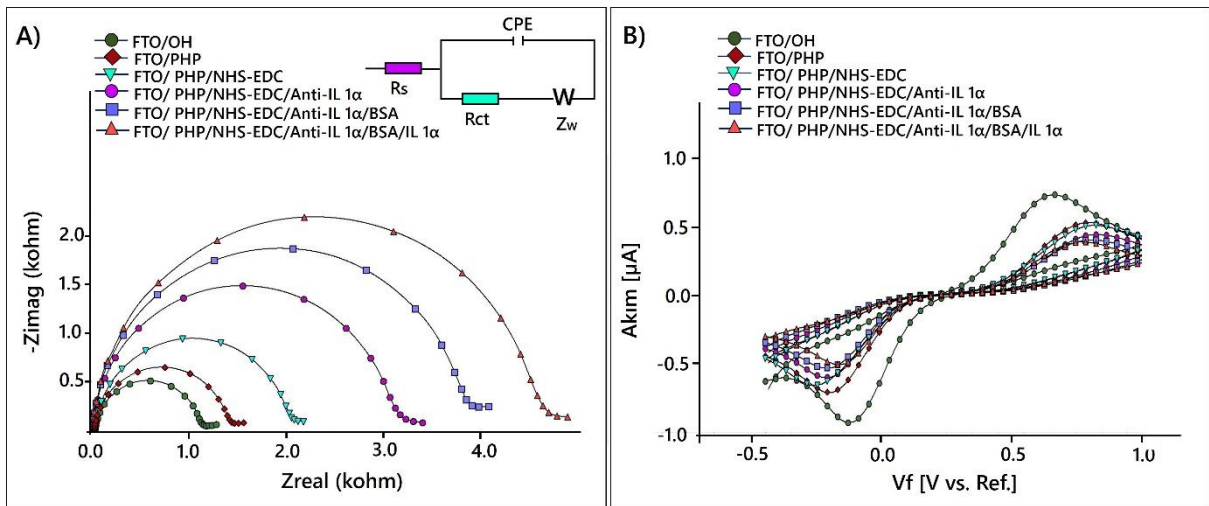 A)
FTO/OH
FTO/PHP
FTO/ PHP/NHS-EDC
FTO/ PHP/NHS-EDC/Anti-IL 1α
FTO/ PHP/NHS-EDC/Anti-IL 1α/BSA
FTO/ PHP/NHS-EDC/Anti-IL 1α/BSA/IL 1α
CPE
Rs
Rct
W
Zw
-Zimag (kohm)
2.0
1.5
1.0
0.5
0.0 1.0 2.0 3.0 4.0
Zreal (kohm)
B)
FTO/OH
FTO/PHP
FTO/ PHP/NHS-EDC
FTO/ PHP/NHS-EDC/Anti-IL 1α
FTO/ PHP/NHS-EDC/Anti-IL 1α/BSA
FTO/ PHP/NHS-EDC/Anti-IL 1α/BSA/IL 1α
Akım [µA]
1.0
0.5
0.0
-0.5
-1.0
-0.5 0.0 0.5 1.0
Vf [V vs. Ref.]